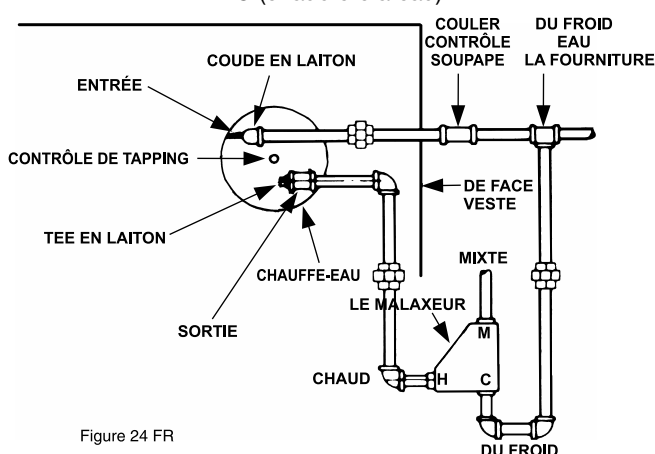 COULER
CONTRÔLE
SOUPAPE
DU FROID
EAU
LA FOURNITURE
COUDE EN LAITON
ENTRÉE
CONTRÔLE DE TAPPING
DE FACE
VESTE
TEE EN LAITON
CHAUFFE-EAU
MIXTE
LE MALAXEUR
SORTIE
M
CHAUD
H
C
Figure 24 FR
DU FROID